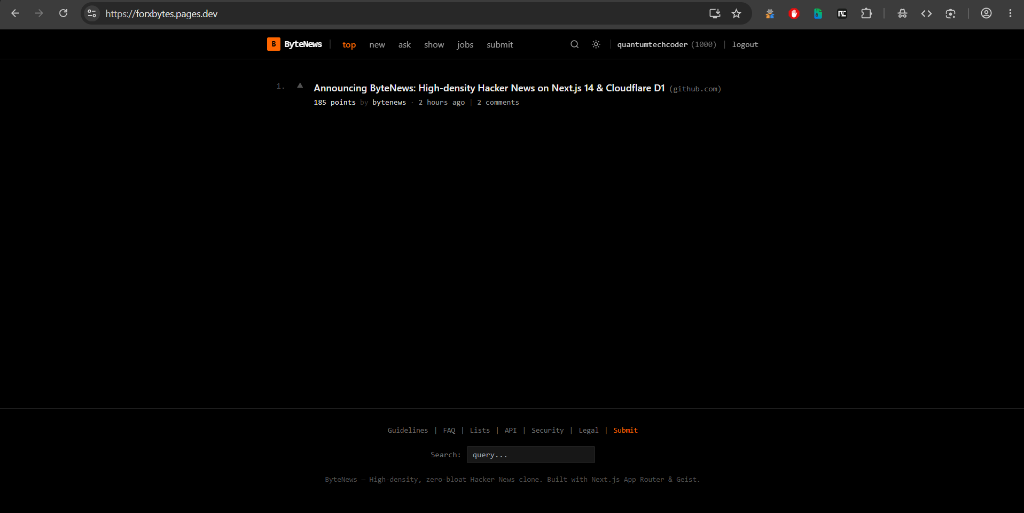 https://forxbytes.pages.dev
B ByteNews | top new ask show jobs submit | quantumtechcoder (1000) | logout
1. ▲ Announcing ByteNews: High-density Hacker News on Next.js 14 & Cloudflare D1 (github.com)
185 points by bytenews · 2 hours ago | 2 comments
Guidelines | FAQ | Lists | API | Security | Legal | Submit
Search: query...
ByteNews - High-density, zero-bloat Hacker News clone. Built with Next.js App Router & Geist.